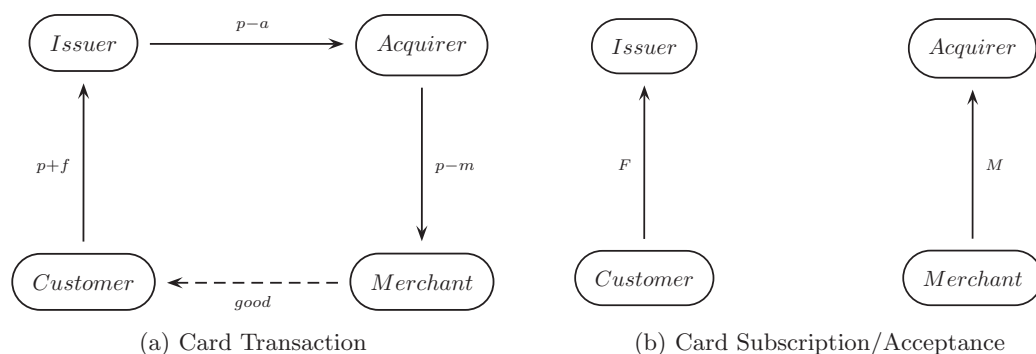 p−a
Issuer Acquirer
p+f p−m
Customer Merchant
good
(a) Card Transaction
Issuer Acquirer
F M
Customer Merchant
(b) Card Subscription/Acceptance